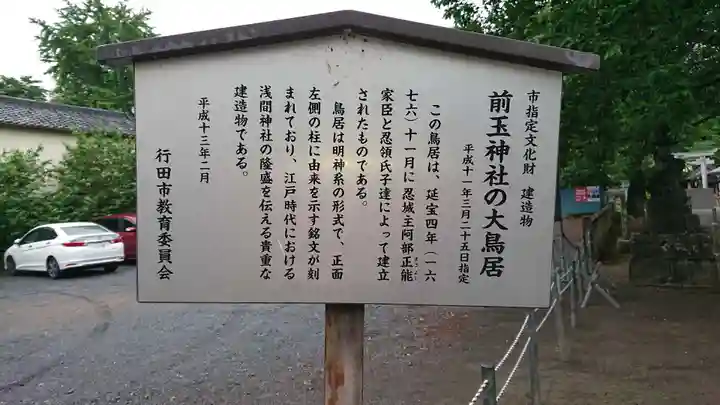 市指定文化財　建造物
前玉神社の大鳥居
平成十一年三月二十五日指定
この鳥居は、延宝四年（一六
七六）十一月に忍城主阿部正能
家臣と忍領氏子達によって建立
されたものである。
鳥居は明神系の形式で、正面
左側の柱に由来を示す銘文が刻
まれており、江戸時代における
浅間神社の隆盛を伝える貴重な
建造物である。
平成十三年二月
行田市教育委員会